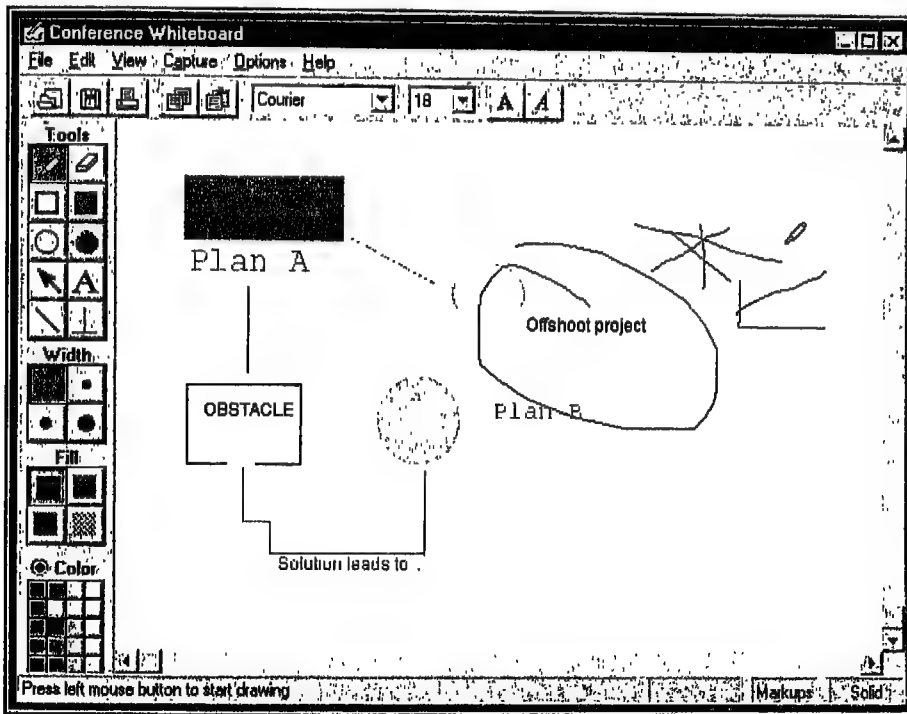 Conference Whiteboard
File Edit View Capture Options Help
Courier 18 A A
Tools
A
Plan A
Offshoot project
Width
OBSTACLE
Plan B
Fill
Solution leads to .
Color
Press left mouse button to start drawing Markups Solid